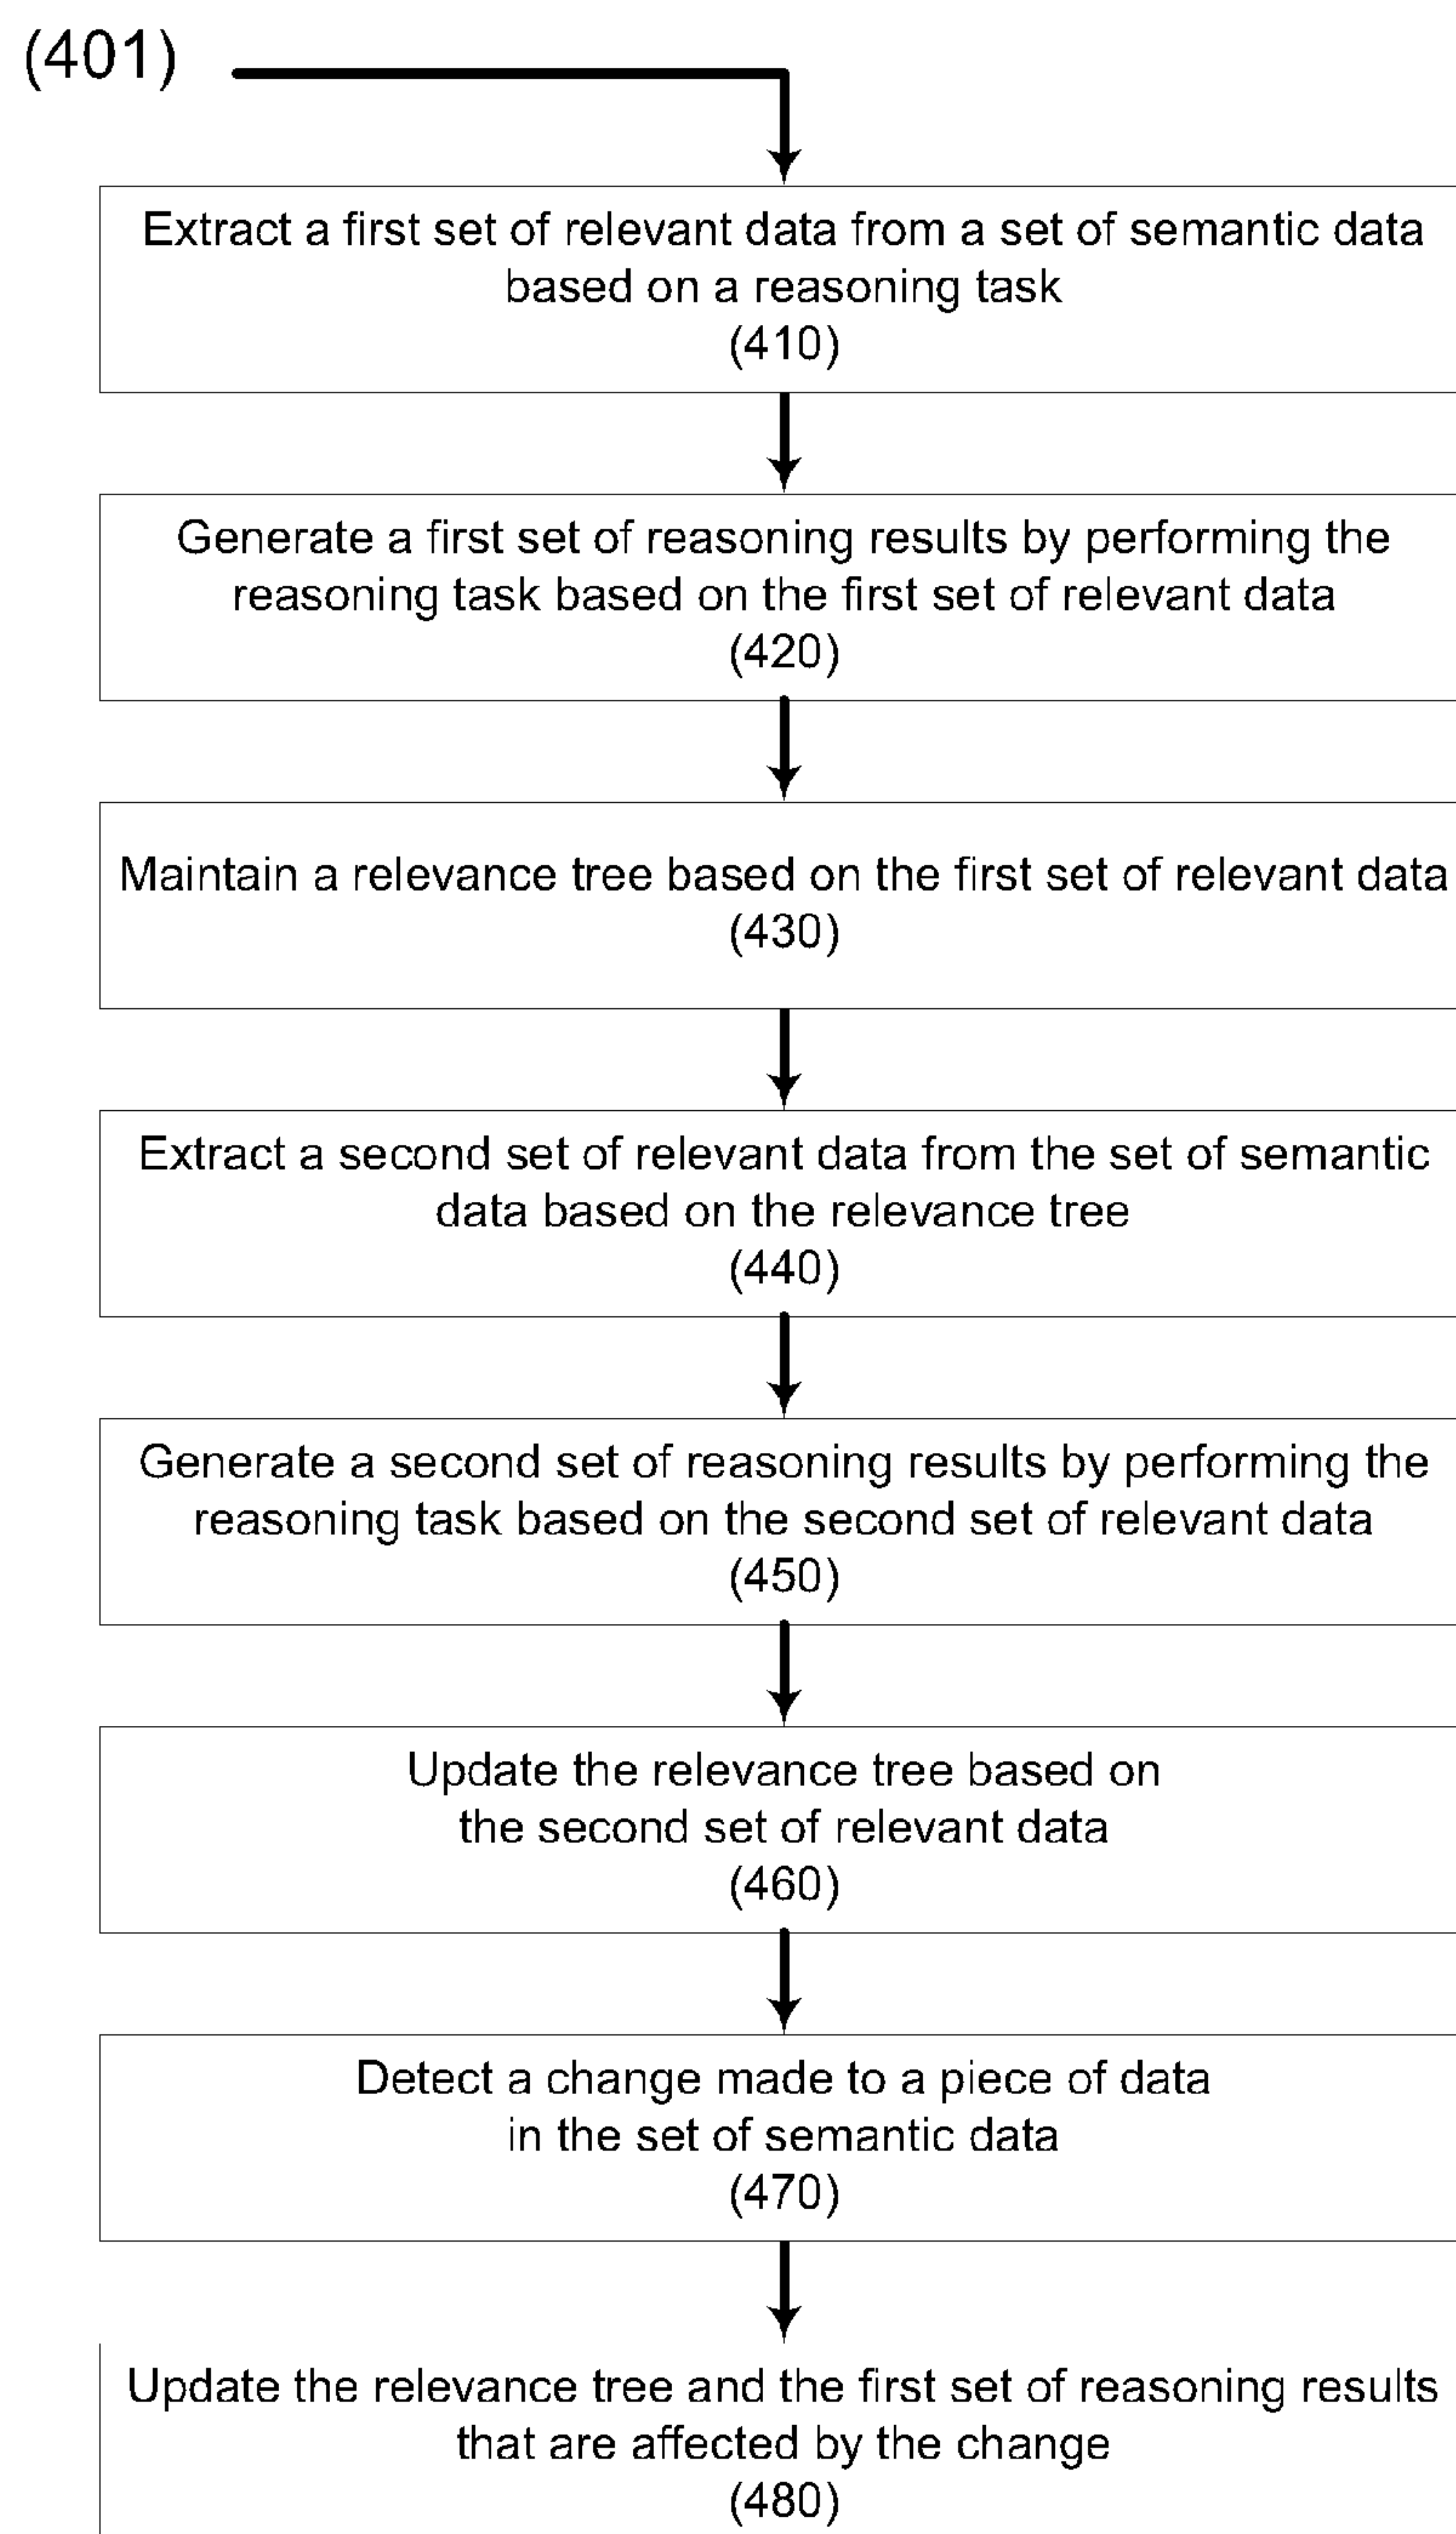 (401)
Extract a first set of relevant data from a set of semantic data
based on a reasoning task
(410)
Generate a first set of reasoning results by performing the
reasoning task based on the first set of relevant data
(420)
Maintain a relevance tree based on the first set of relevant data
(430)
Extract a second set of relevant data from the set of semantic
data based on the relevance tree
(440)
Generate a second set of reasoning results by performing the
reasoning task based on the second set of relevant data
(450)
Update the relevance tree based on
the second set of relevant data
(460)
Detect a change made to a piece of data
in the set of semantic data
(470)
Update the relevance tree and the first set of reasoning results
that are affected by the change
(480)